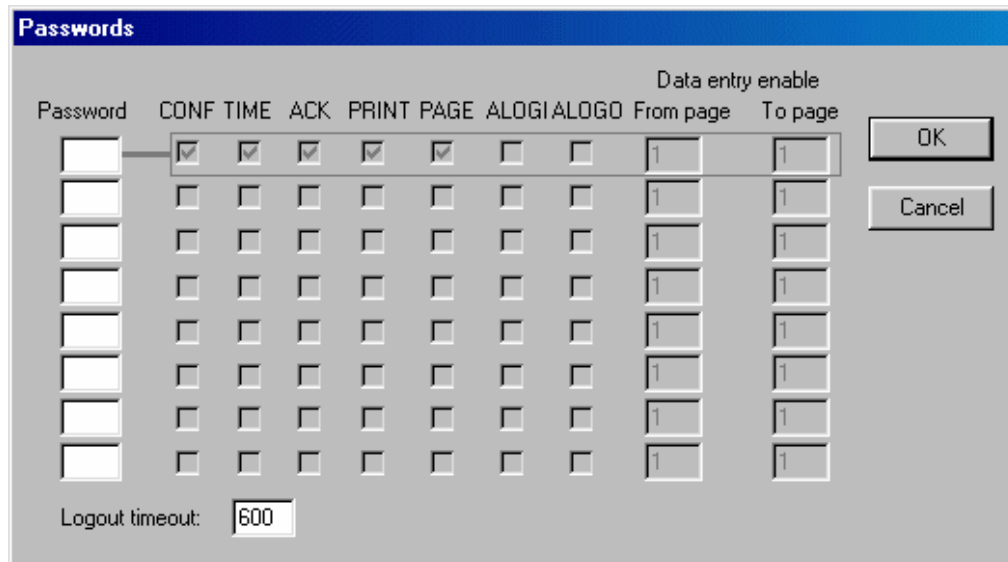 Passwords
Data entry enable
Password CONF TIME ACK PRINT PAGE ALOGI ALOGO From page To page
1 1
OK
1 1
Cancel
1 1
1 1
1 1
1 1
1 1
1 1
Logout timeout: 600